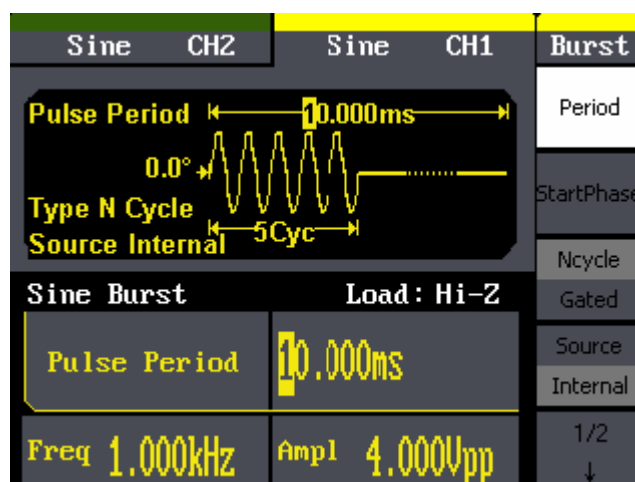 Sine CH2 Sine CH1 Burst
Pulse Period 10.000ms
0.0°
Type N Cycle
5Cyc
Source Internal
Sine Burst Load: Hi-Z
Pulse Period 10.000ms
Freq 1.000kHz Ampl 4.000Vpp
Period
StartPhase
Ncycle
Gated
Source
Internal
1/2
↓